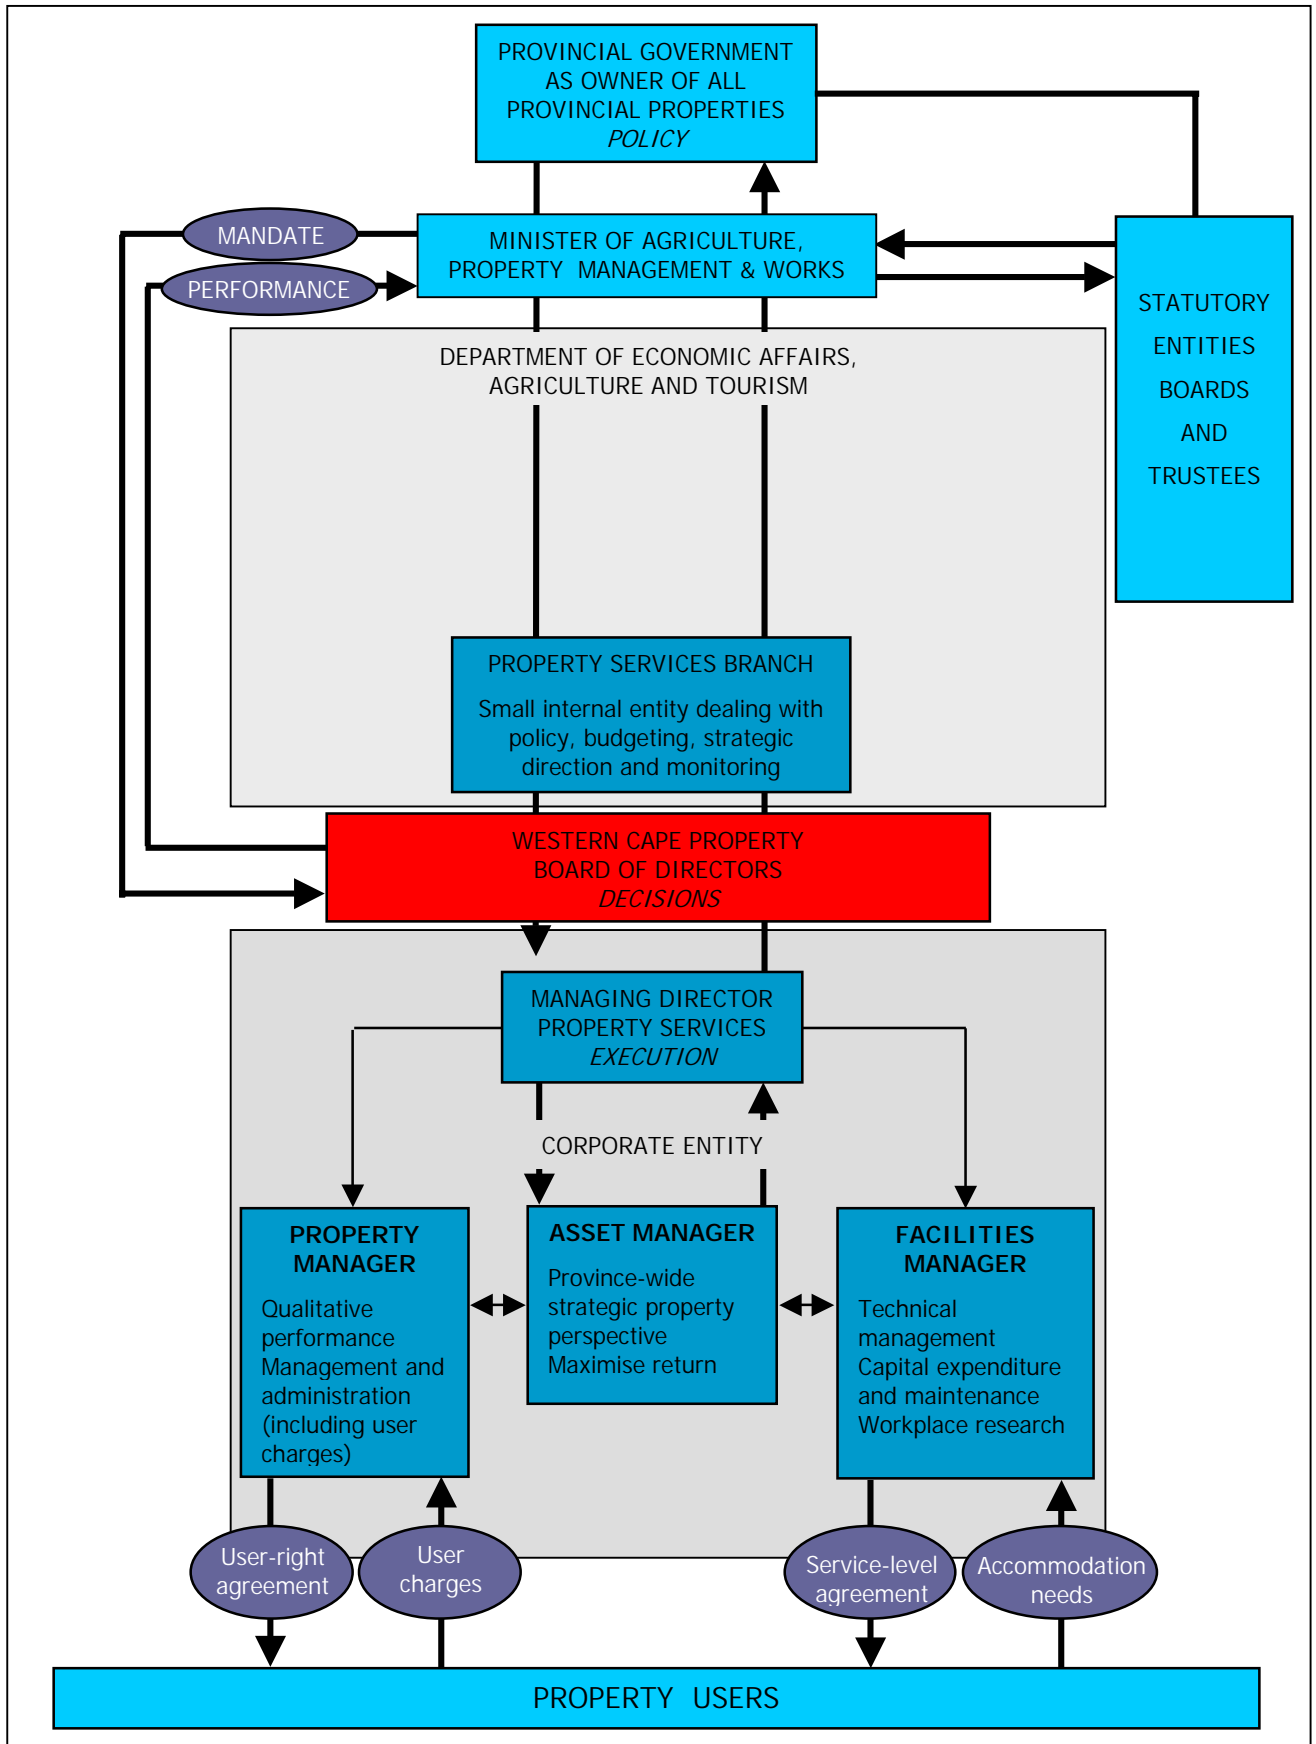 PROVINCIAL GOVERNMENT
AS OWNER OF ALL
PROVINCIAL PROPERTIES
POLICY
MANDATE
PERFORMANCE
MINISTER OF AGRICULTURE,
PROPERTY MANAGEMENT & WORKS
STATUTORY
ENTITIES
BOARDS
AND
TRUSTEES
DEPARTMENT OF ECONOMIC AFFAIRS,
AGRICULTURE AND TOURISM
PROPERTY SERVICES BRANCH
Small internal entity dealing with
policy, budgeting, strategic
direction and monitoring
WESTERN CAPE PROPERTY
BOARD OF DIRECTORS
DECISIONS
MANAGING DIRECTOR
PROPERTY SERVICES
EXECUTION
CORPORATE ENTITY
PROPERTY
MANAGER
Qualitative
performance
Management and
administration
(including user
charges)
ASSET MANAGER
Province-wide
strategic property
perspective
Maximise return
FACILITIES
MANAGER
Technical
management
Capital expenditure
and maintenance
Workplace research
User-right
agreement
User
charges
Service-level
agreement
Accommodation
needs
PROPERTY USERS